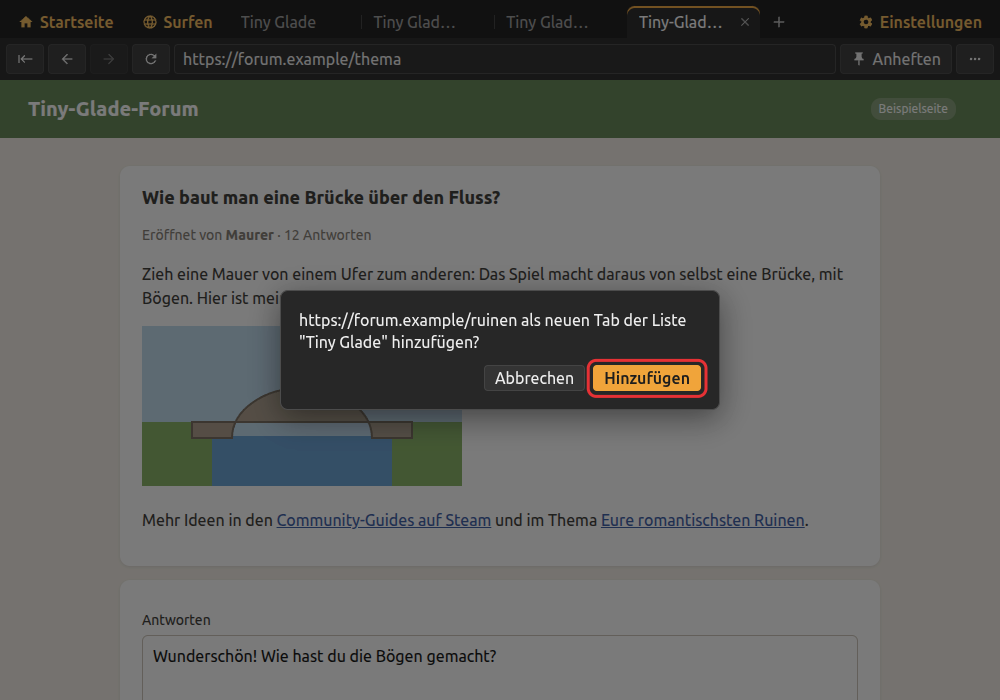 Startseite
Surfen
Tiny Glade
Tiny Glad...
Tiny Glad...
Tiny-Glad...
Einstellungen
https://forum.example/thema
Anheften
Tiny-Glade-Forum
Beispielseite
Wie baut man eine Brücke über den Fluss?
Eröffnet von Maurer · 12 Antworten
Zieh eine Mauer von einem Ufer zum anderen: Das Spiel macht daraus von selbst eine Brücke, mit
Bögen. Hier ist
https://forum.example/ruinen als neuen Tab der Liste
"Tiny Glade" hinzufügen?
Abbrechen
Hinzufügen
Mehr Ideen in den Community-Guides auf Steam und im Thema Eure romantischsten Ruinen.
Antworten
Wunderschön! Wie hast du die Bögen gemacht?